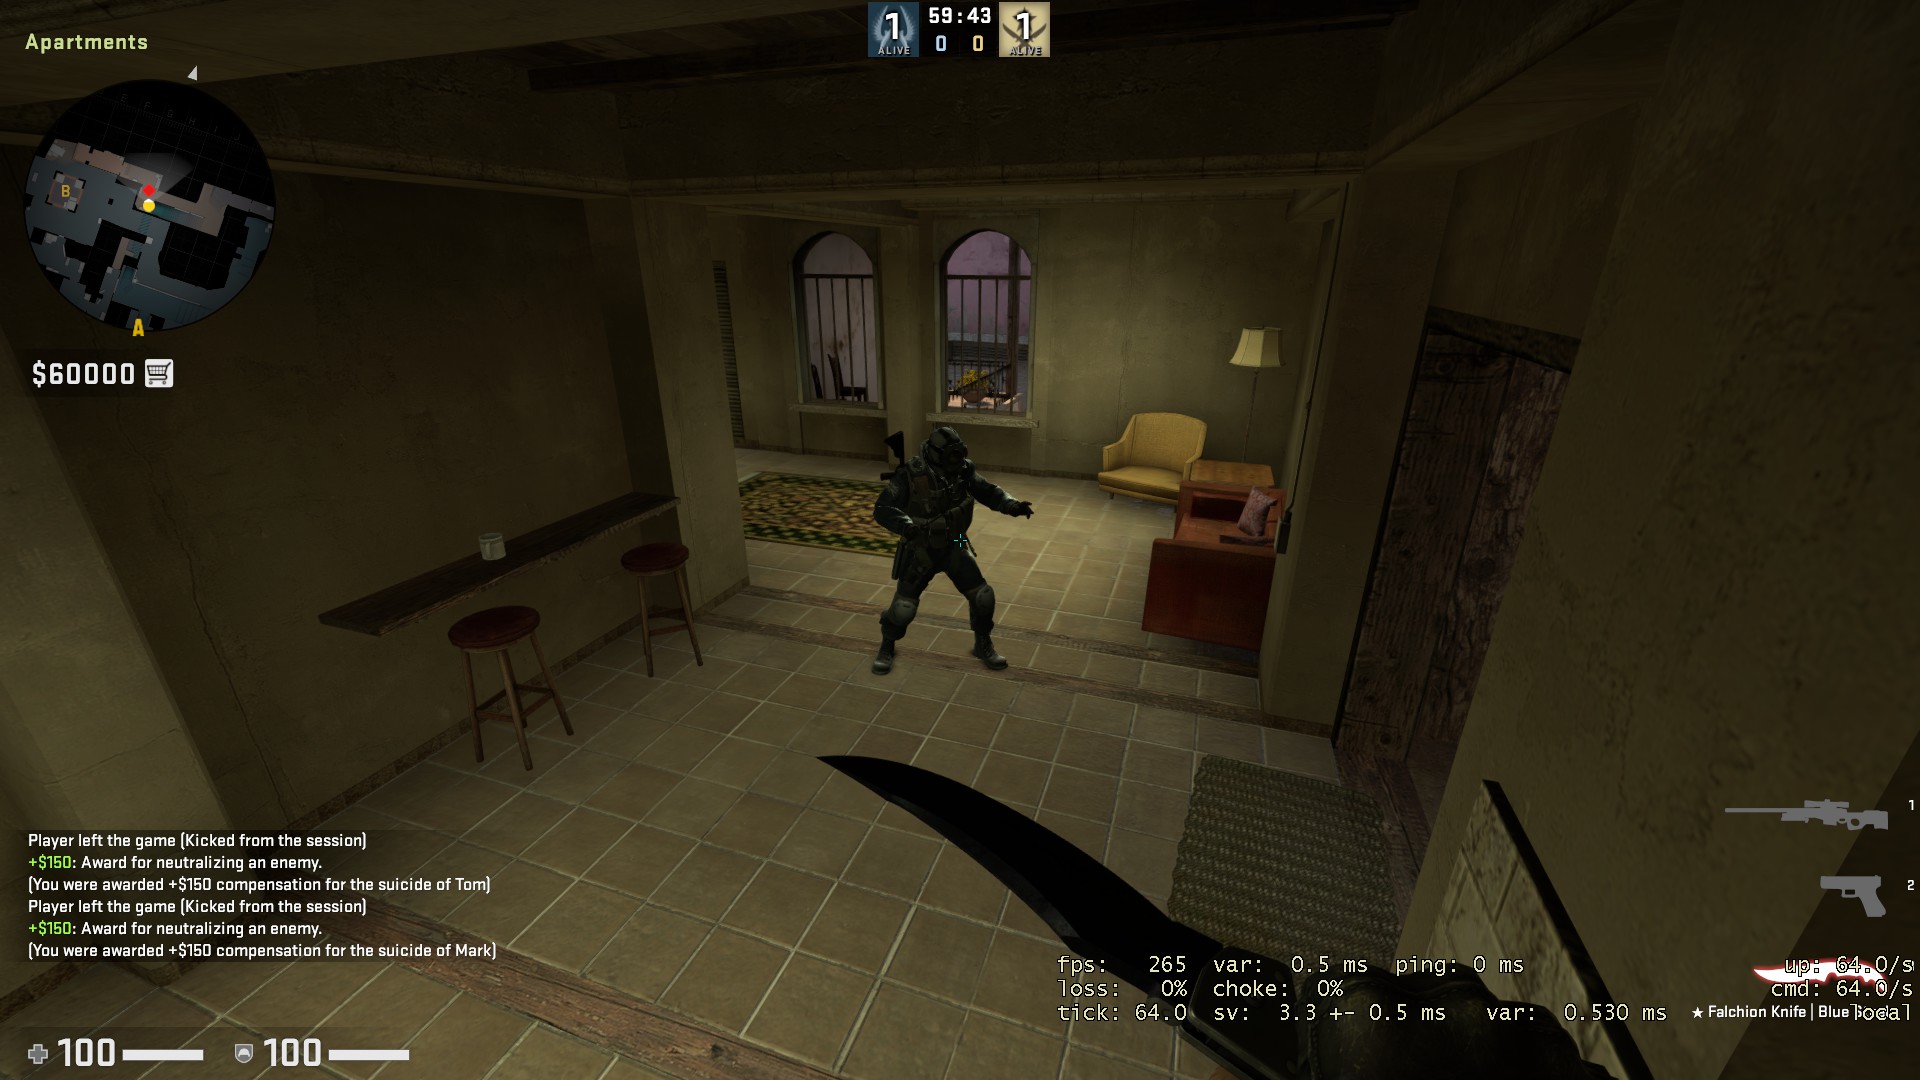 Apartments
1 59:43 1
ALIVE 0 0 ALIVE
B
A
$60000
1
2
Player left the game (Kicked from the session)
+$150: Award for neutralizing an enemy.
(You were awarded +$150 compensation for the suicide of Tom)
Player left the game (Kicked from the session)
+$150: Award for neutralizing an enemy.
(You were awarded +$150 compensation for the suicide of Mark)
fps: 265 var: 0.5 ms ping: 0 ms up: 64.0/s
loss: 0% choke: 0% cmd: 64.0/s
tick: 64.0 sv: 3.3 +- 0.5 ms var: 0.530 ms local
★ Falchion Knife | Blue
100 100